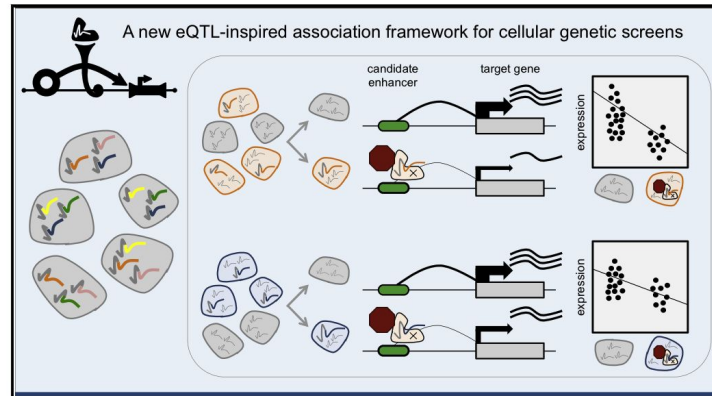 A new eQTL-inspired association framework for cellular genetic screens
candidate
enhancer
target gene
expression
expression